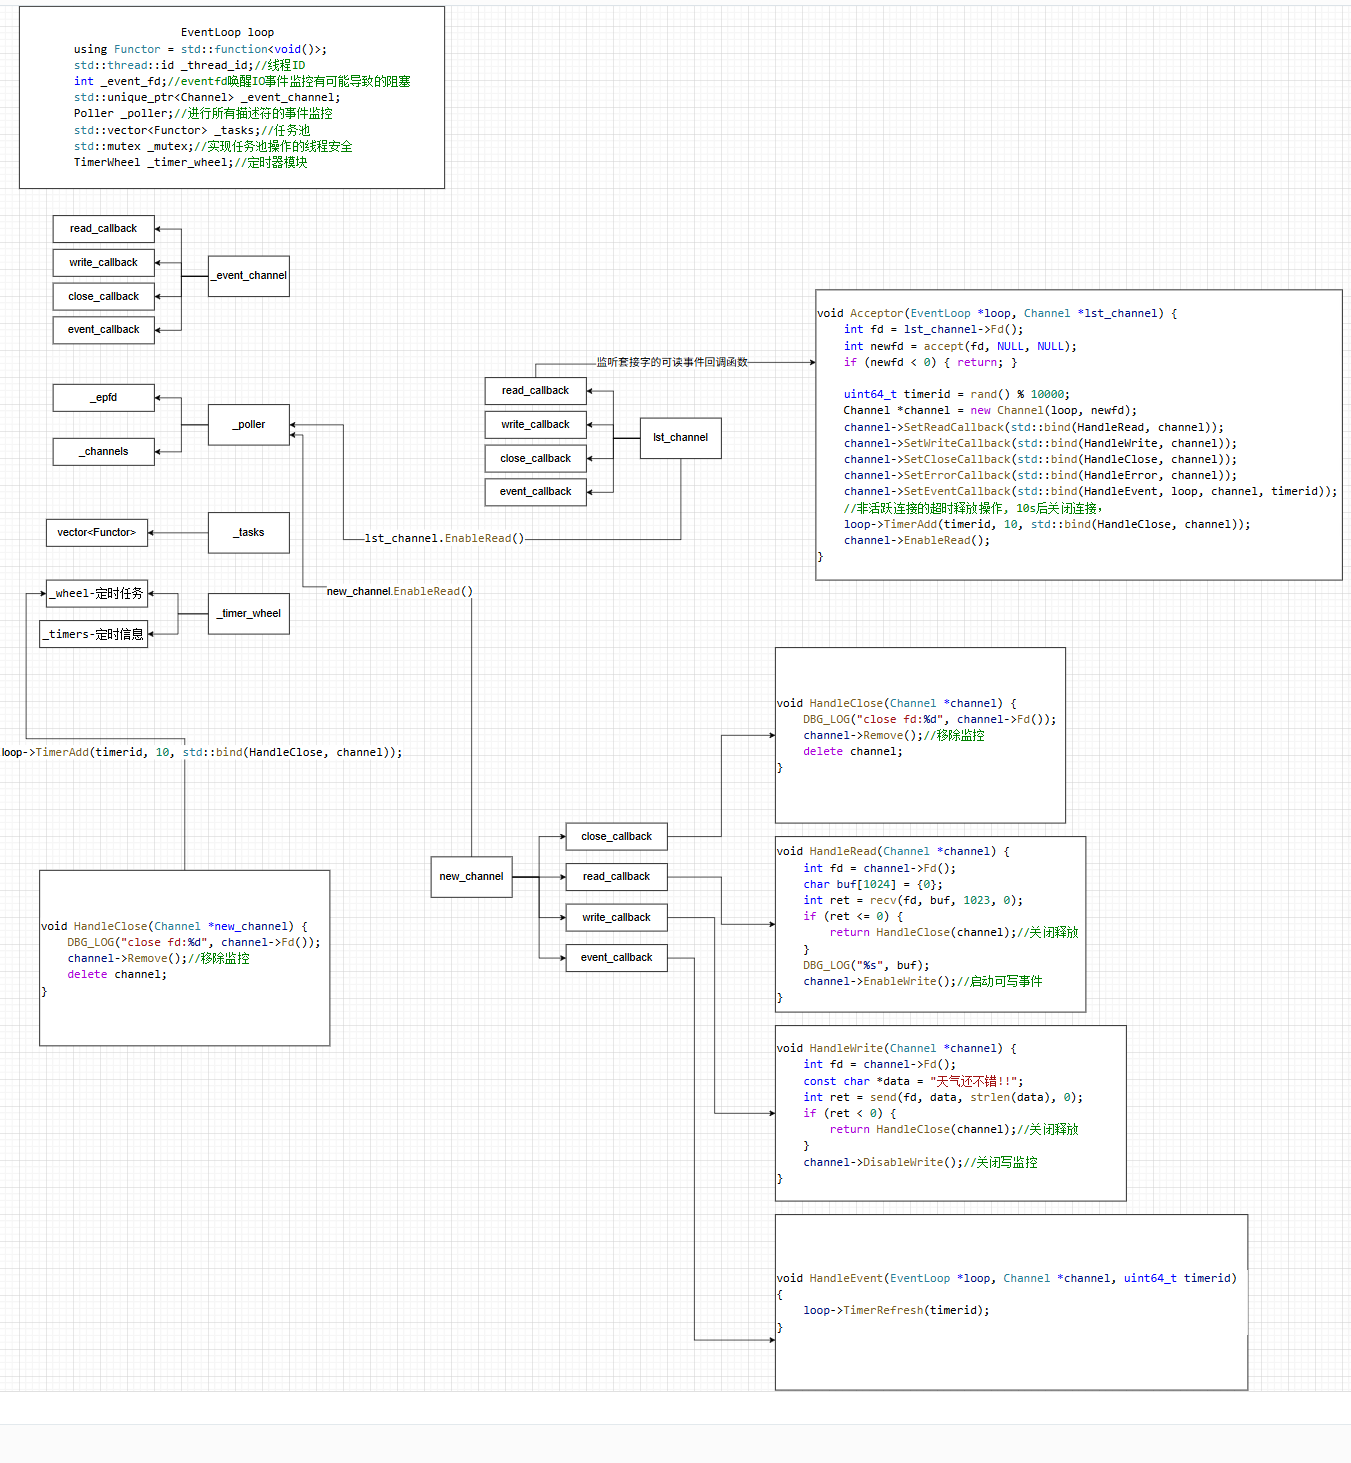 EventLoop loop
using Functor = std::function<void()>;
std::thread::id _thread_id;//线程ID
int _event_fd;//eventfd唤醒IO事件监控有可能导致的阻塞
std::unique_ptr<Channel> _event_channel;
Poller _poller;//进行所有描述符的事件监控
std::vector<Functor> _tasks;//任务池
std::mutex _mutex;//实现任务池操作的线程安全
TimerWheel _timer_wheel;//定时器模块
read_callback
write_callback
close_callback
event_callback
_event_channel
_epfd
_channels
_poller
vector<Functor>
_tasks
_wheel-定时任务
_timers-定时信息
_timer_wheel
监听套接字的可读事件回调函数
read_callback
write_callback
close_callback
event_callback
lst_channel
lst_channel.EnableRead()
new_channel.EnableRead()
void Acceptor(EventLoop *loop, Channel *lst_channel) {
    int fd = lst_channel->Fd();
    int newfd = accept(fd, NULL, NULL);
    if (newfd < 0) { return; }
    uint64_t timerid = rand() % 10000;
    Channel *channel = new Channel(loop, newfd);
    channel->SetReadCallback(std::bind(HandleRead, channel));
    channel->SetWriteCallback(std::bind(HandleWrite, channel));
    channel->SetCloseCallback(std::bind(HandleClose, channel));
    channel->SetErrorCallback(std::bind(HandleError, channel));
    channel->SetEventCallback(std::bind(HandleEvent, loop, channel, timerid));
    //非活跃连接的超时释放操作, 10s后关闭连接,
    loop->TimerAdd(timerid, 10, std::bind(HandleClose, channel));
    channel->EnableRead();
}
loop->TimerAdd(timerid, 10, std::bind(HandleClose, channel));
void HandleClose(Channel *new_channel) {
    DBG_LOG("close fd:%d", channel->Fd());
    channel->Remove();//移除监控
    delete channel;
}
new_channel
close_callback
read_callback
write_callback
event_callback
void HandleClose(Channel *channel) {
    DBG_LOG("close fd:%d", channel->Fd());
    channel->Remove();//移除监控
    delete channel;
}
void HandleRead(Channel *channel) {
    int fd = channel->Fd();
    char buf[1024] = {0};
    int ret = recv(fd, buf, 1023, 0);
    if (ret <= 0) {
        return HandleClose(channel);//关闭释放
    }
    DBG_LOG("%s", buf);
    channel->EnableWrite();//启动可写事件
}
void HandleWrite(Channel *channel) {
    int fd = channel->Fd();
    const char *data = "天气还不错!!";
    int ret = send(fd, data, strlen(data), 0);
    if (ret < 0) {
        return HandleClose(channel);//关闭释放
    }
    channel->DisableWrite();//关闭写监控
}
void HandleEvent(EventLoop *loop, Channel *channel, uint64_t timerid)
{
    loop->TimerRefresh(timerid);
}